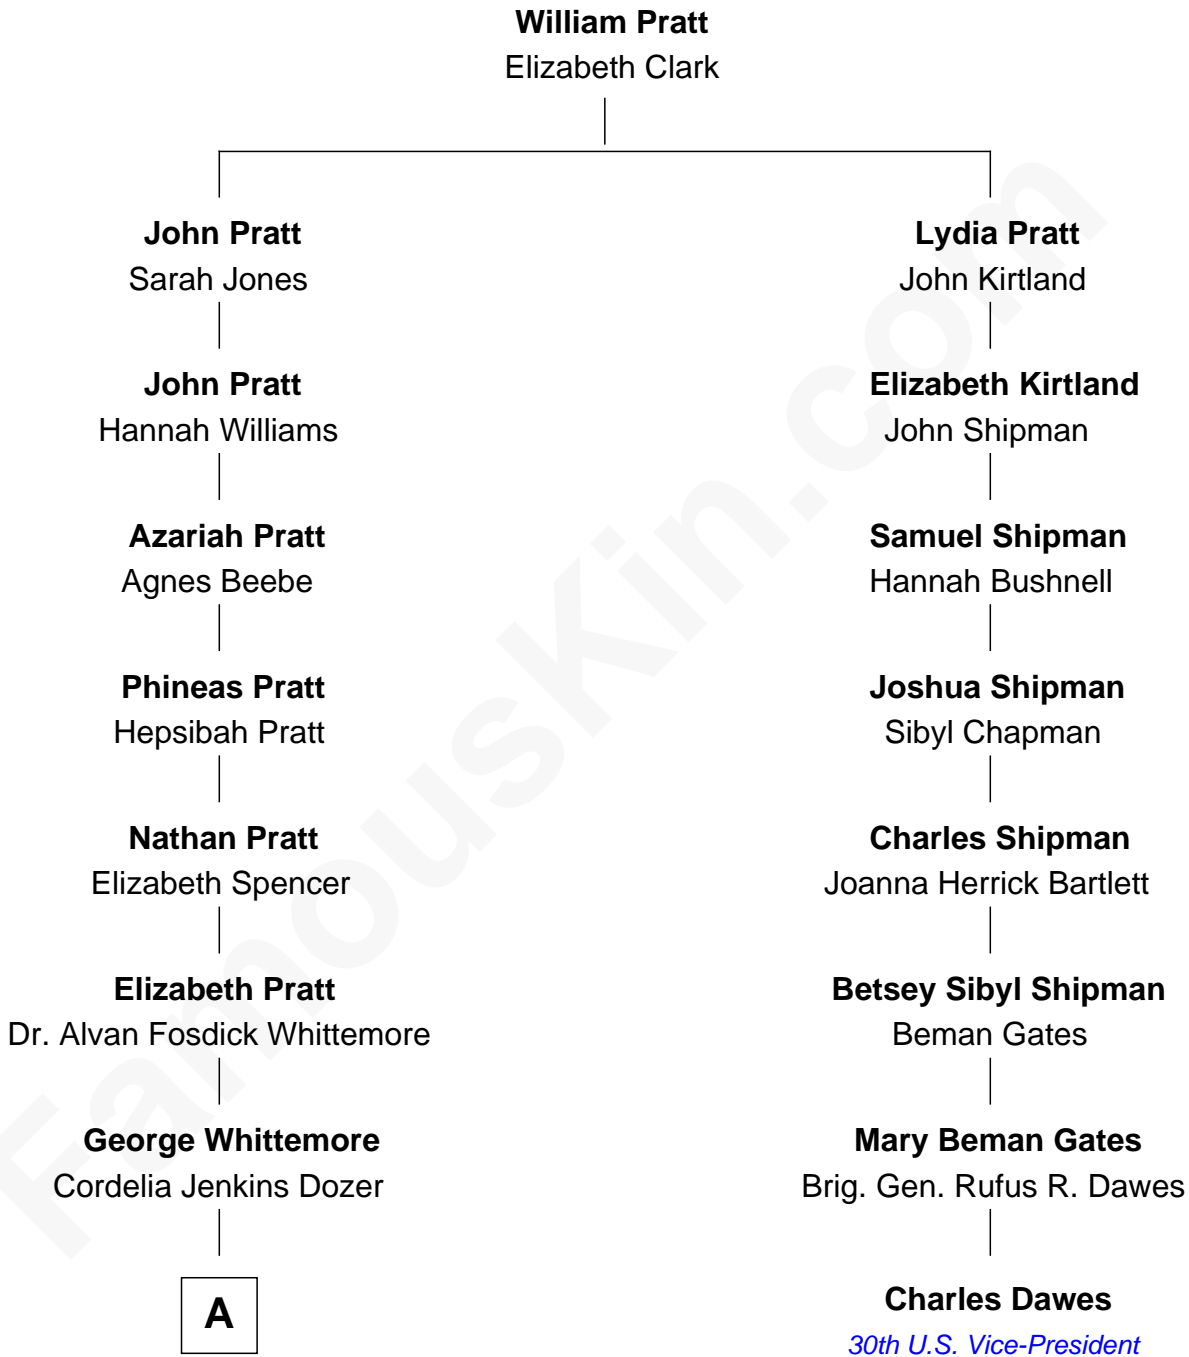 William Pratt
Elizabeth Clark
John Pratt
Sarah Jones
Lydia Pratt
John Kirtland
John Pratt
Hannah Williams
Elizabeth Kirtland
John Shipman
Azariah Pratt
Agnes Beebe
Samuel Shipman
Hannah Bushnell
Phineas Pratt
Hepsibah Pratt
Joshua Shipman
Sibyl Chapman
Nathan Pratt
Elizabeth Spencer
Charles Shipman
Joanna Herrick Bartlett
Elizabeth Pratt
Dr. Alvan Fosdick Whittemore
Betsey Sibyl Shipman
Beman Gates
George Whittemore
Cordelia Jenkins Dozer
Mary Beman Gates
Brig. Gen. Rufus R. Dawes
A
Charles Dawes
30th U.S. Vice-President
FamousKin.com